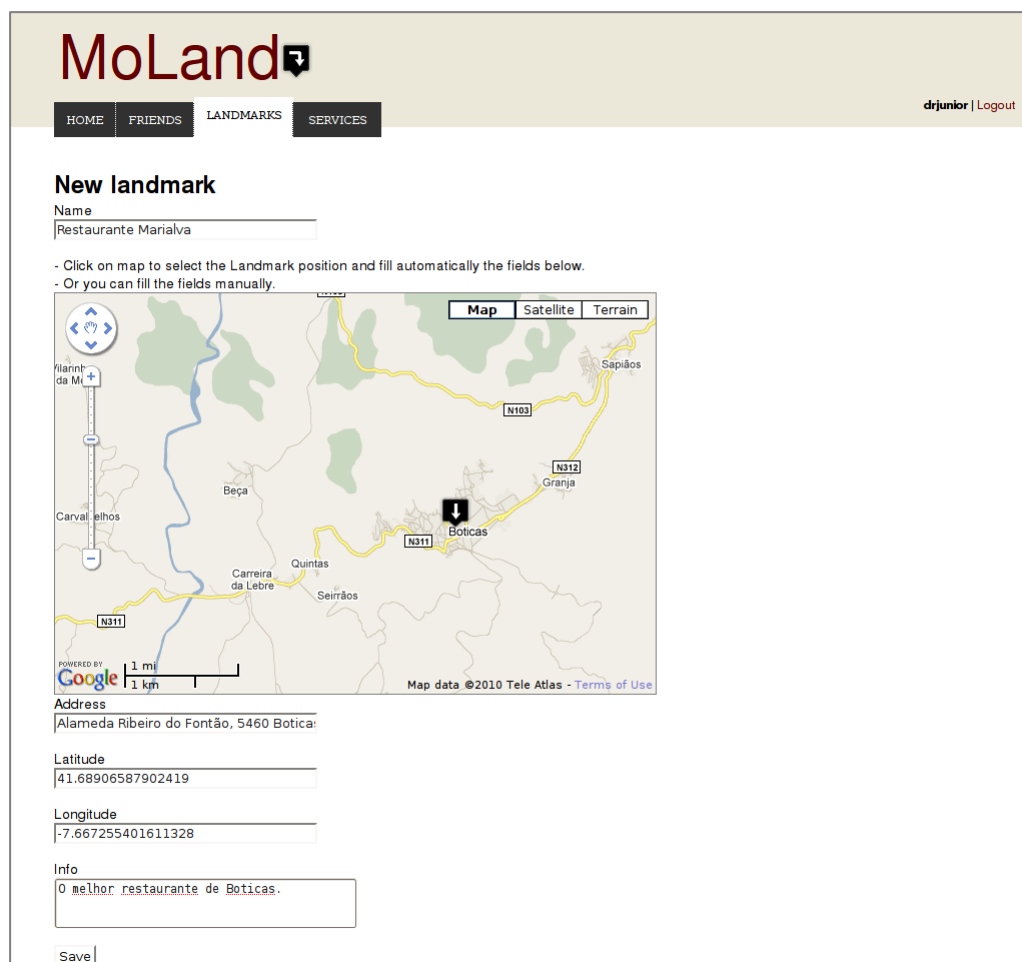 MoLand
drjunior | Logout
HOME FRIENDS LANDMARKS SERVICES
New landmark
Name
Restaurante Marialva
- Click on map to select the Landmark position and fill automatically the fields below.
- Or you can fill the fields manually.
Map Satellite Terrain
Sapiãos
da
N103
N312
Granja
Beça
Boticas
N311
Quintas
Carreira
da Lebre
Seirrãos
N311
POWERED BY
Google
1 mi
1 km
Map data ©2010 Tele Atlas - Terms of Use
Address
Alameda Ribeiro do Fontão, 5460 Boticas
Latitude
41.68906587902419
Longitude
-7.667255401611328
Info
O melhor restaurante de Boticas.
Save